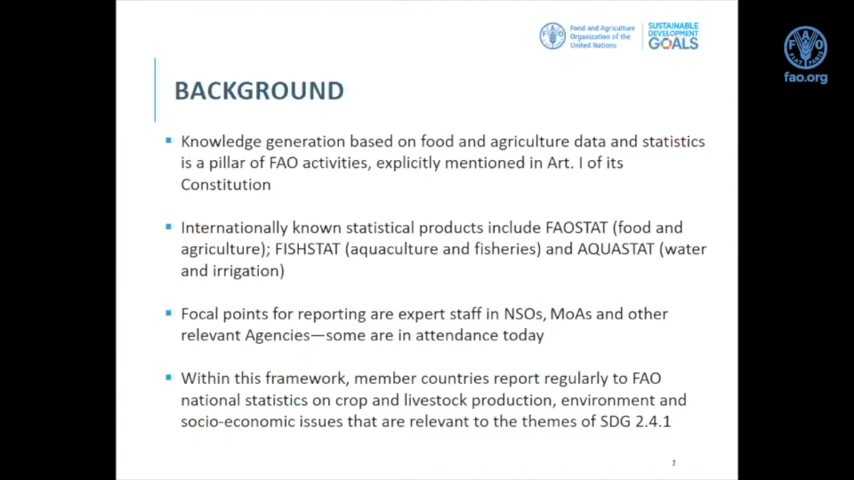 Food and Agriculture
Organization of the
United Nations
SUSTAINABLE
DEVELOPMENT
GOALS
fao.org
BACKGROUND
Knowledge generation based on food and agriculture data and statistics
is a pillar of FAO activities, explicitly mentioned in Art. I of its
Constitution
Internationally known statistical products include FAOSTAT (food and
agriculture); FISHSTAT (aquaculture and fisheries) and AQUASTAT (water
and irrigation)
Focal points for reporting are expert staff in NSOs, MoAs and other
relevant Agencies—some are in attendance today
Within this framework, member countries report regularly to FAO
national statistics on crop and livestock production, environment and
socio-economic issues that are relevant to the themes of SDG 2.4.1